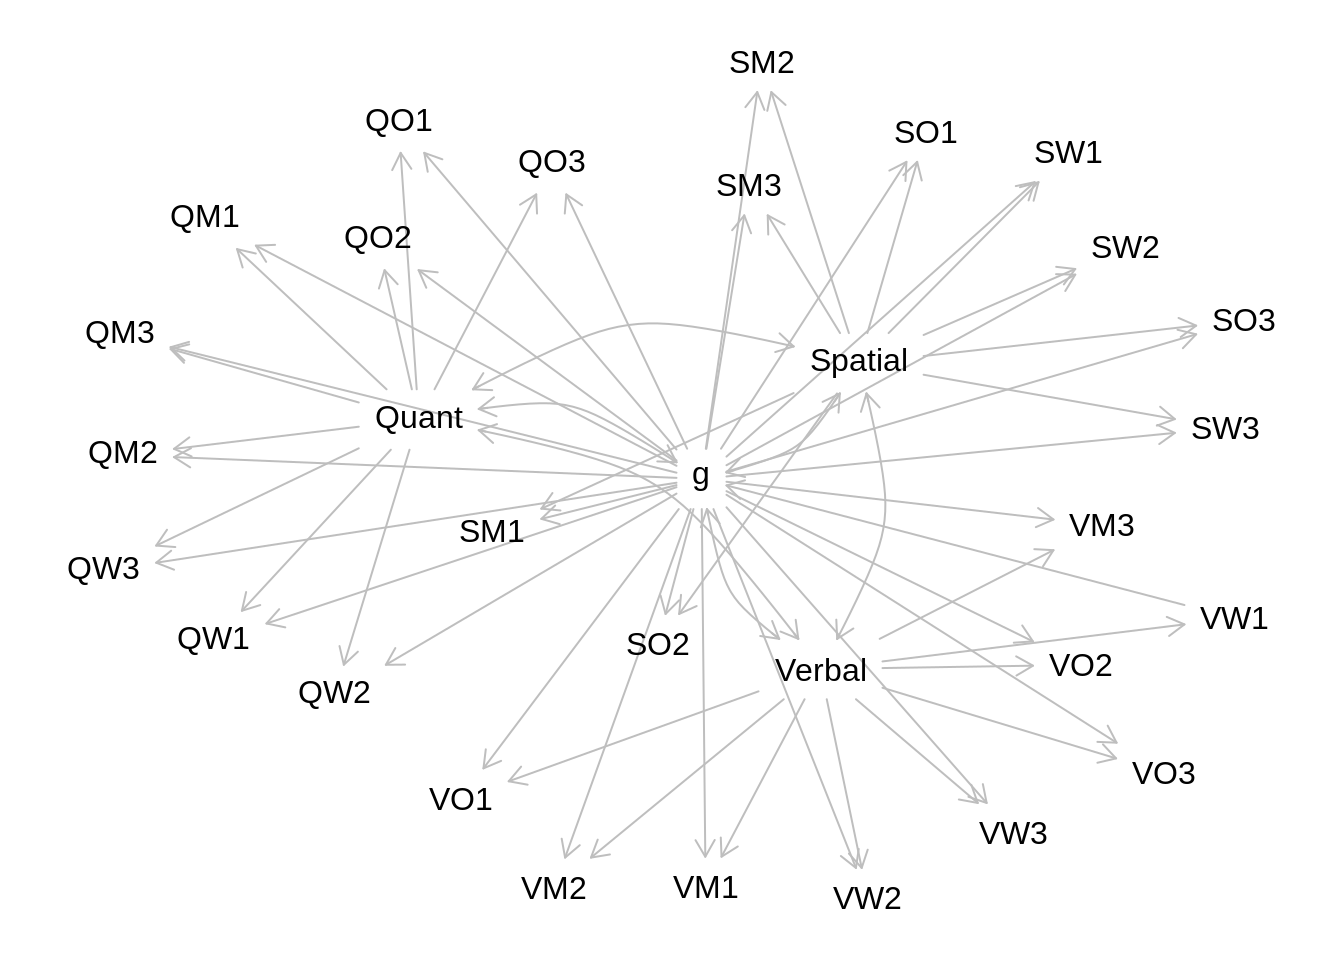 SM2
QO1
SO1
SW1
QO3
SM3
QM1
QO2
SW2
SO3
QM3
Spatial
Quant
SW3
QM2
g
VM3
SM1
QW3
VW1
QW1
SO2
VO2
Verbal
QW2
VO3
VO1
VW3
VM2
VM1
VW2